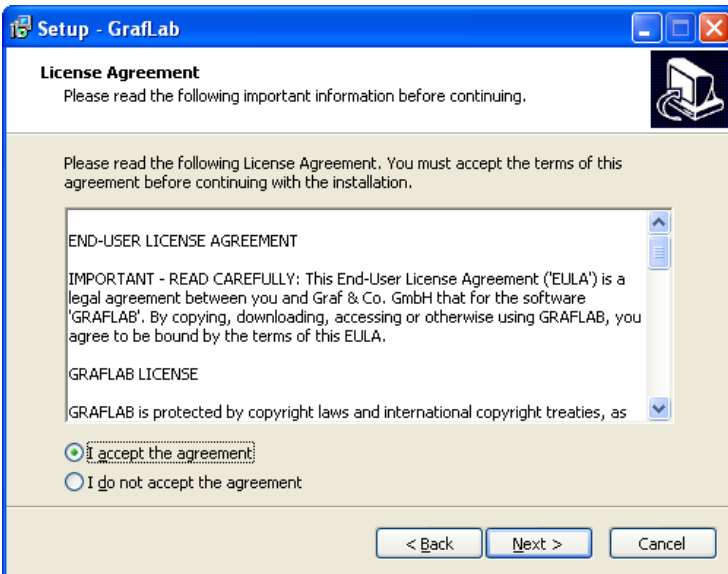 Setup - GrafLab
License Agreement
Please read the following important information before continuing.
Please read the following License Agreement. You must accept the terms of this
agreement before continuing with the installation.
END-USER LICENSE AGREEMENT
IMPORTANT - READ CAREFULLY: This End-User License Agreement ('EULA') is a
legal agreement between you and Graf & Co. GmbH that for the software
'GRAFLAB'. By copying, downloading, accessing or otherwise using GRAFLAB, you
agree to be bound by the terms of this EULA.
GRAFLAB LICENSE
GRAFLAB is protected by copyright laws and international copyright treaties, as
I accept the agreement
I do not accept the agreement
< Back
Next >
Cancel